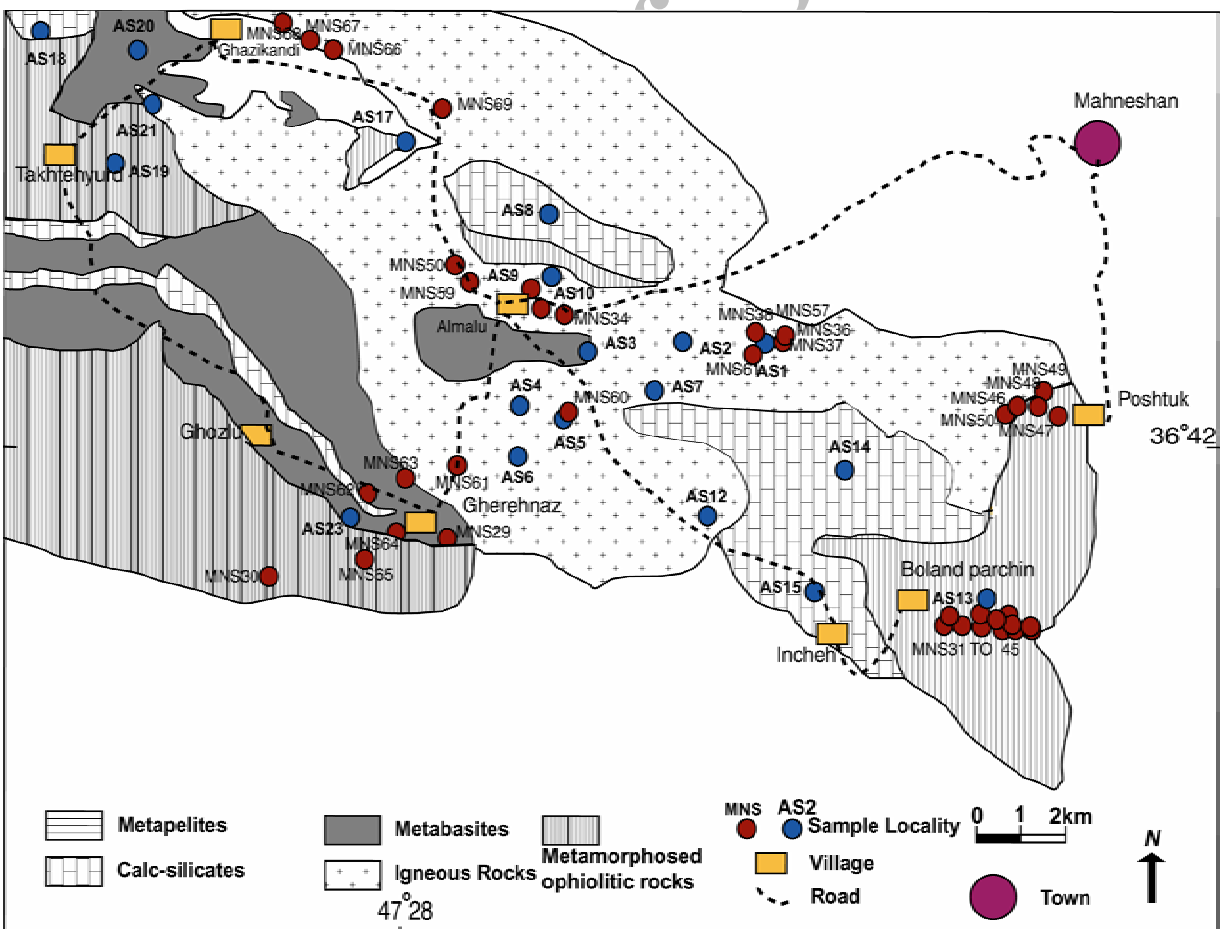 AS20
MNS68
MNS67
AS18
Ghazikandi
MNS66
Mahneshan
MNS69
AS17
AS21
Takhtehyurd
AS19
AS8
MNS50
AS9
MNS59
AS10
Almalu
MNS34
MNS38
MNS57
MNS36
AS3
AS2
MNS37
MNS61
AS1
MNS49
MNS48
AS4
AS7
MNS60
MNS46
Poshtuk
MNS50
MNS47
Ghozlu
AS5
36°42
AS14
MNS63
AS6
MNS61
MNS62
AS12
Gherehnaz
AS23
MNS29
MNS64
MNS65
MNS30
Boland parchin
AS15
AS13
Incheh
MNS31 TO 45
MNS
AS2
0 1 2km
Metapelites
Metabasites
Sample Locality
N
Metamorphosed
ophiolitic rocks
Village
Calc-silicates
Igneous Rocks
Road
Town
47°28